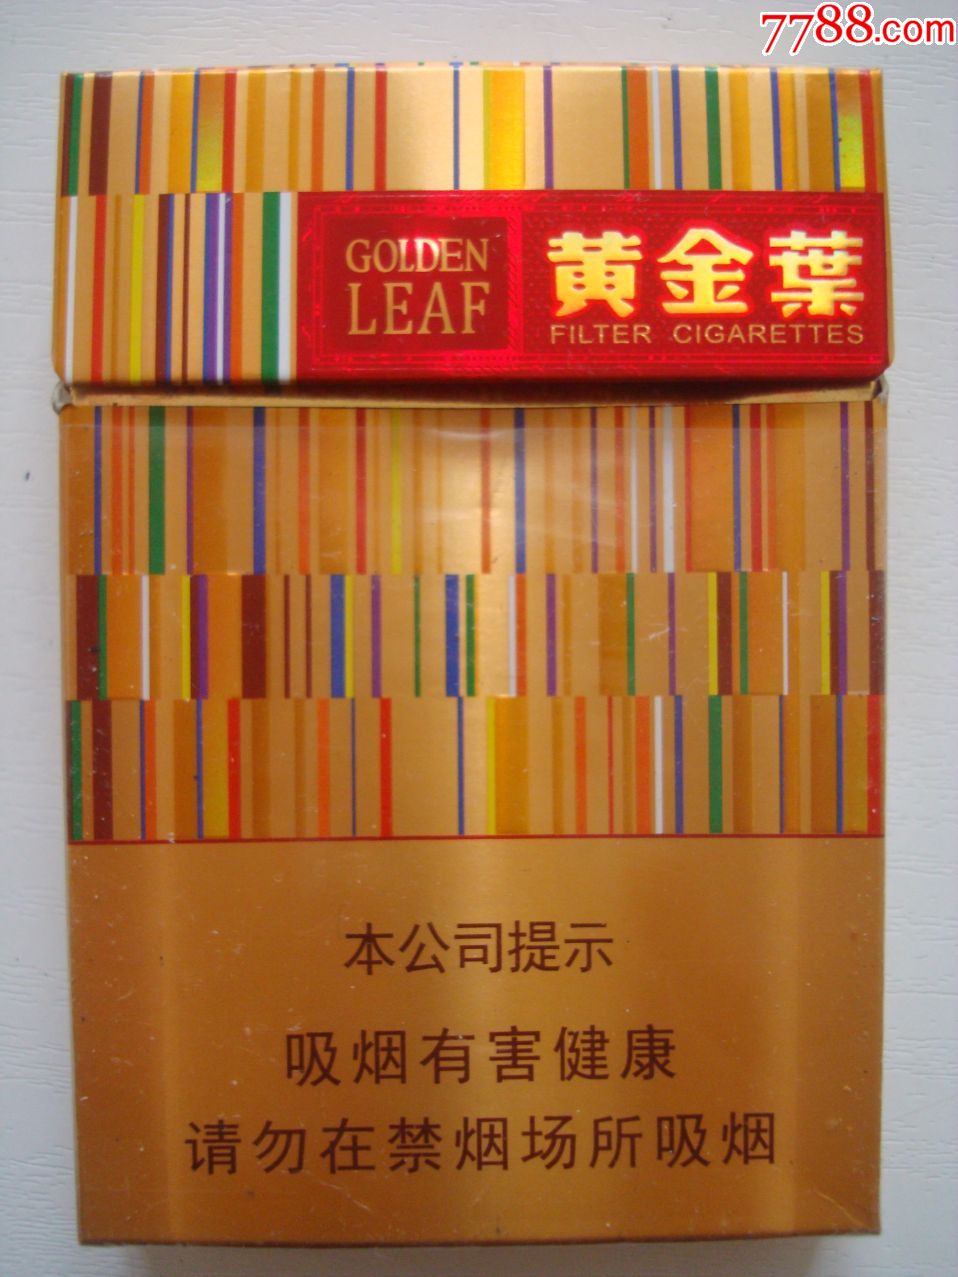 7788.com
GOLDEN
LEAF
黄金葉
FILTER CIGARETTES
本公司提示
吸烟有害健康
请勿在禁烟场所吸烟